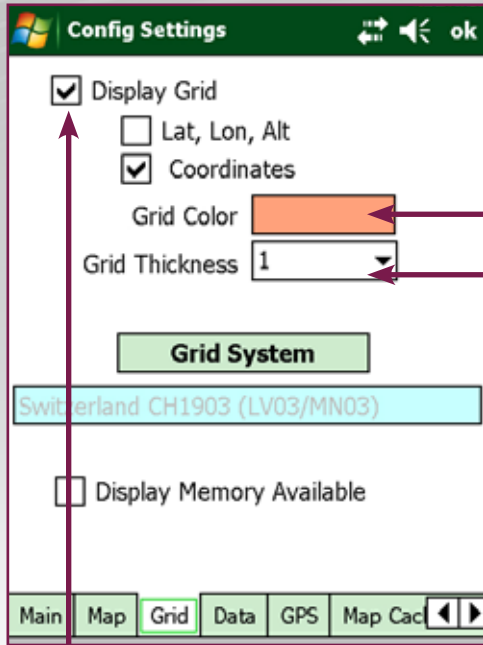 Config Settings ok
Display Grid
Lat, Lon, Alt
Coordinates
Grid Color
Grid Thickness 1
Grid System
Switzerland CH1903 (LV03/MN03)
Display Memory Available
Main Map Grid Data GPS Map Cac